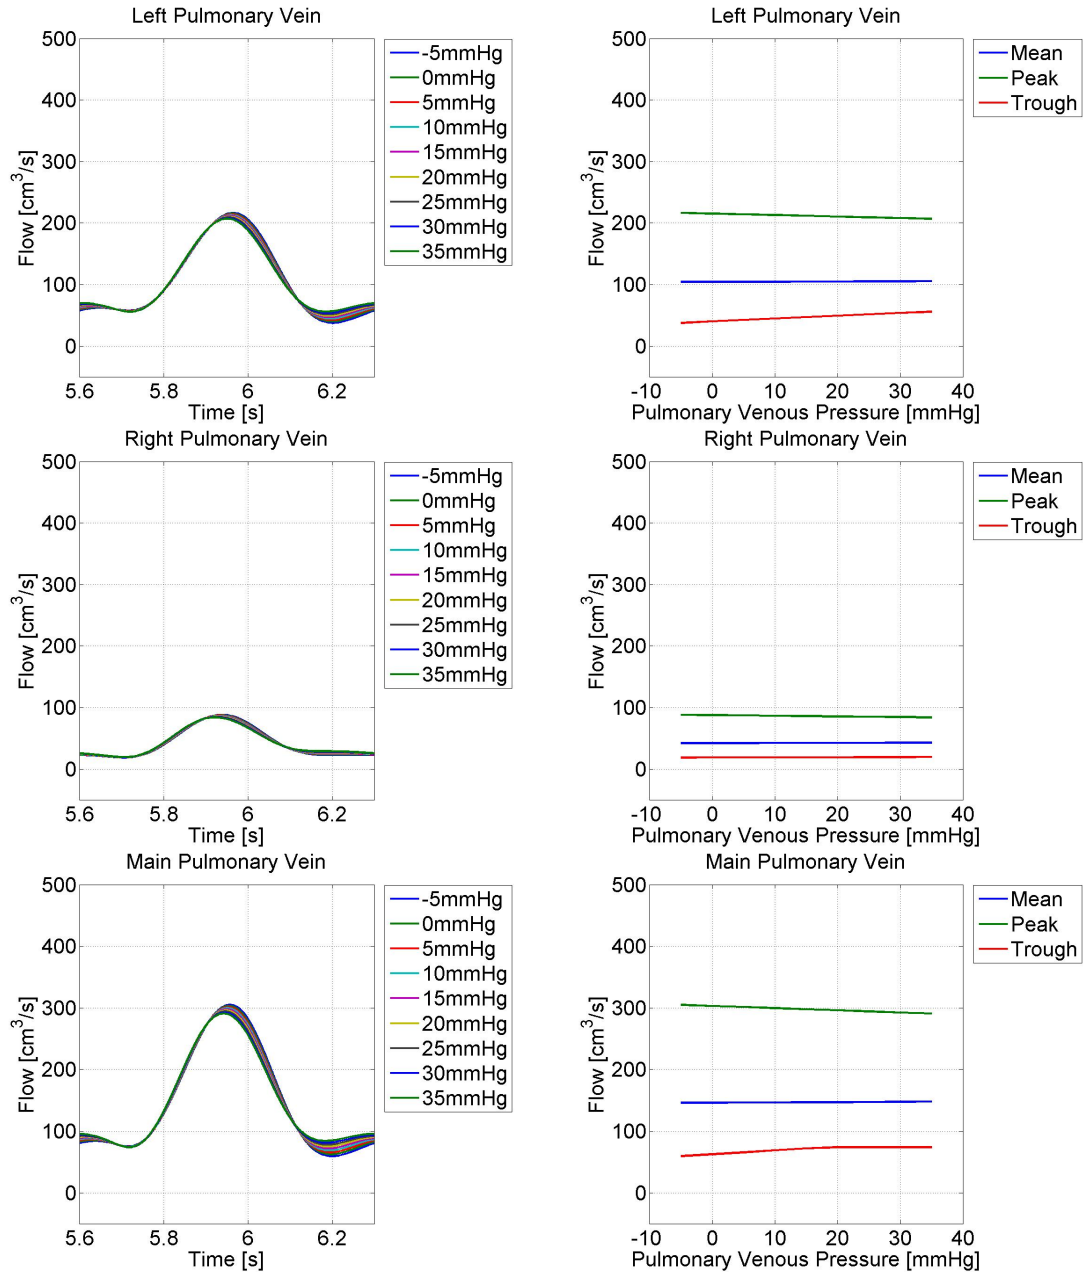 Left Pulmonary Vein
500
400
300
200
100
0
Flow [cm³/s]
5.6
5.8
6
6.2
Time [s]
-5mmHg
0mmHg
5mmHg
10mmHg
15mmHg
20mmHg
25mmHg
30mmHg
35mmHg
Left Pulmonary Vein
500
400
300
200
100
0
Flow [cm³/s]
-10
0
10
20
30
40
Pulmonary Venous Pressure [mmHg]
Mean
Peak
Trough
Right Pulmonary Vein
500
400
300
200
100
0
Flow [cm³/s]
5.6
5.8
6
6.2
Time [s]
-5mmHg
0mmHg
5mmHg
10mmHg
15mmHg
20mmHg
25mmHg
30mmHg
35mmHg
Right Pulmonary Vein
500
400
300
200
100
0
Flow [cm³/s]
-10
0
10
20
30
40
Pulmonary Venous Pressure [mmHg]
Mean
Peak
Trough
Main Pulmonary Vein
500
400
300
200
100
0
Flow [cm³/s]
5.6
5.8
6
6.2
Time [s]
-5mmHg
0mmHg
5mmHg
10mmHg
15mmHg
20mmHg
25mmHg
30mmHg
35mmHg
Main Pulmonary Vein
500
400
300
200
100
0
Flow [cm³/s]
-10
0
10
20
30
40
Pulmonary Venous Pressure [mmHg]
Mean
Peak
Trough